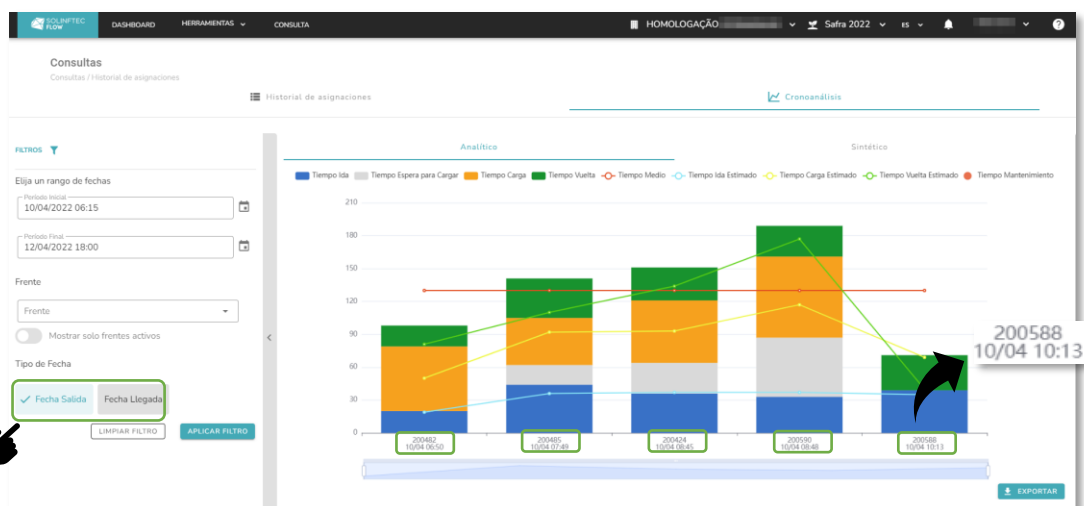 SOLINFTEC FLOW DASHBOARD HERRAMIENTAS CONSULTA HOMOLOGAÇÃO Safra 2022 ES ?
Consultas
Consultas / Historial de asignaciones
Historial de asignaciones Cronoanálisis
FILTROS
Elija un rango de fechas
Período Inicial
10/04/2022 06:15
Período Final
12/04/2022 18:00
Frente
Frente
Mostrar solo frentes activos
Tipo de Fecha
Fecha Salida Fecha Llegada
LIMPIAR FILTRO APLICAR FILTRO
Analítico Sintético
Tiempo Ida Tiempo Espera para Cargar Tiempo Carga Tiempo Vuelta Tiempo Medio Tiempo Ida Estimado Tiempo Carga Estimado Tiempo Vuelta Estimado Tiempo Mantenimiento
210
180
150
120
90
60
30
0
200482 200485 200424 200590 200588
10/04 06:50 10/04 07:49 10/04 08:45 10/04 08:48 10/04 10:13
200588
10/04 10:13
EXPORTAR